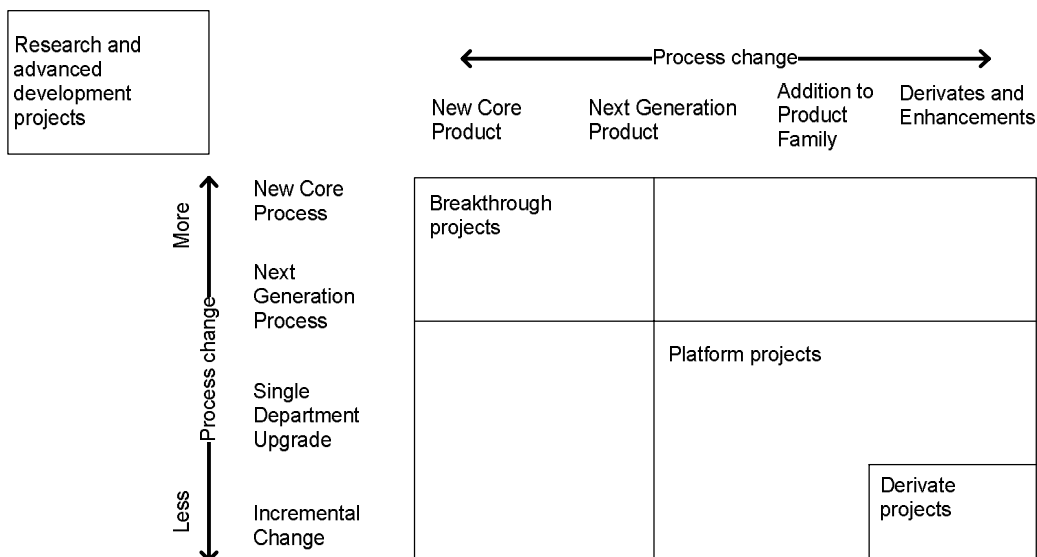 Research and
advanced
development
projects
Process change
New Core
Product
Next Generation
Product
Addition to
Product
Family
Derivates and
Enhancements
More
Process change
Less
New Core
Process
Next
Generation
Process
Single
Department
Upgrade
Incremental
Change
Breakthrough
projects
Platform projects
Derivate
projects